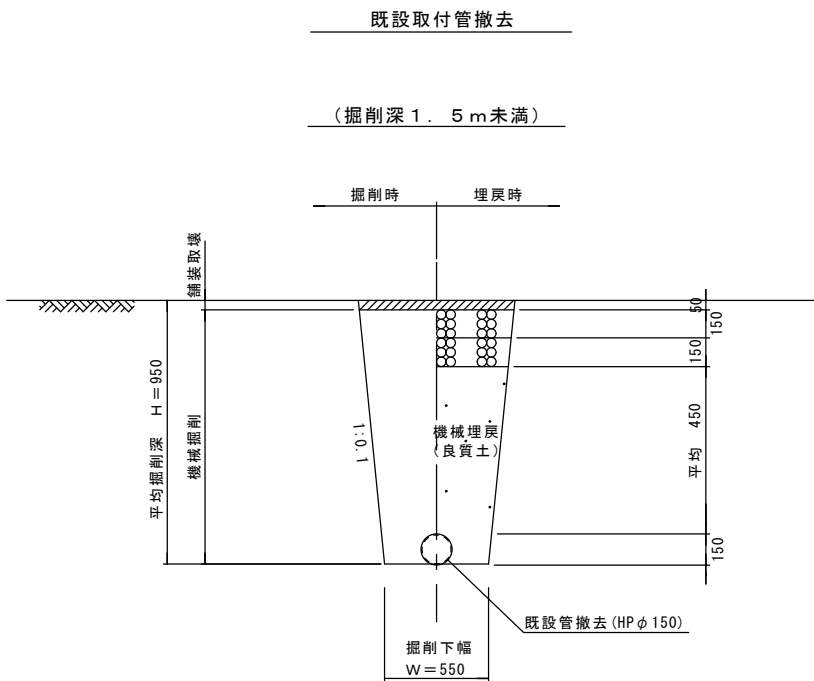 既設取付管撤去
(掘削深１．５ｍ未満)
掘削時
埋戻時
舗装取壊
50
150
150
平均掘削深 H=950
機械掘削
1:0.1
機械埋戻
(良質土)
平均 450
150
既設管撤去(HPφ150)
掘削下幅
W=550